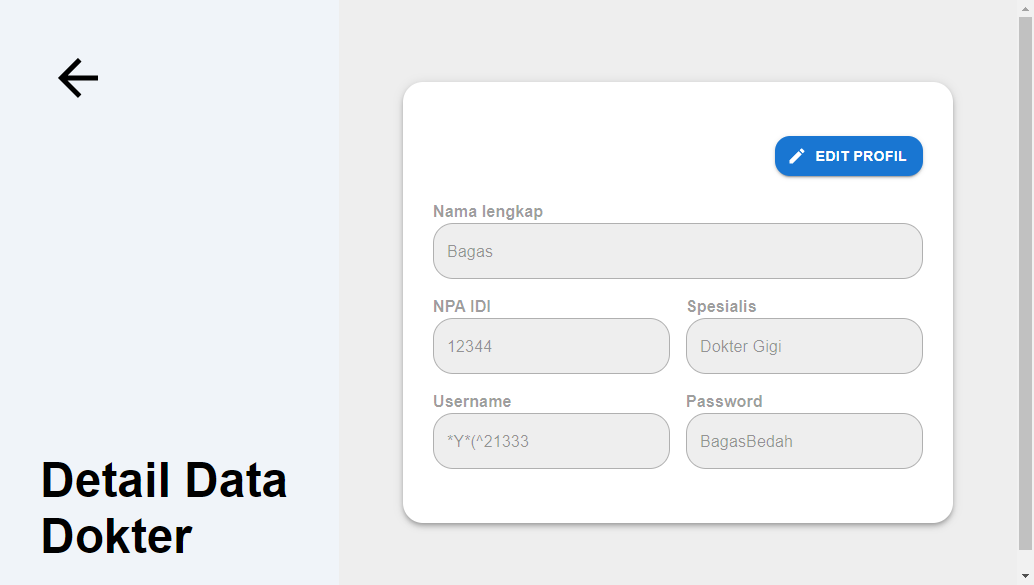 EDIT PROFIL
Nama lengkap
Bagas
NPA IDI
Spesialis
12344
Dokter Gigi
Username
Password
*Y*(^21333
BagasBedah
Detail Data
Dokter